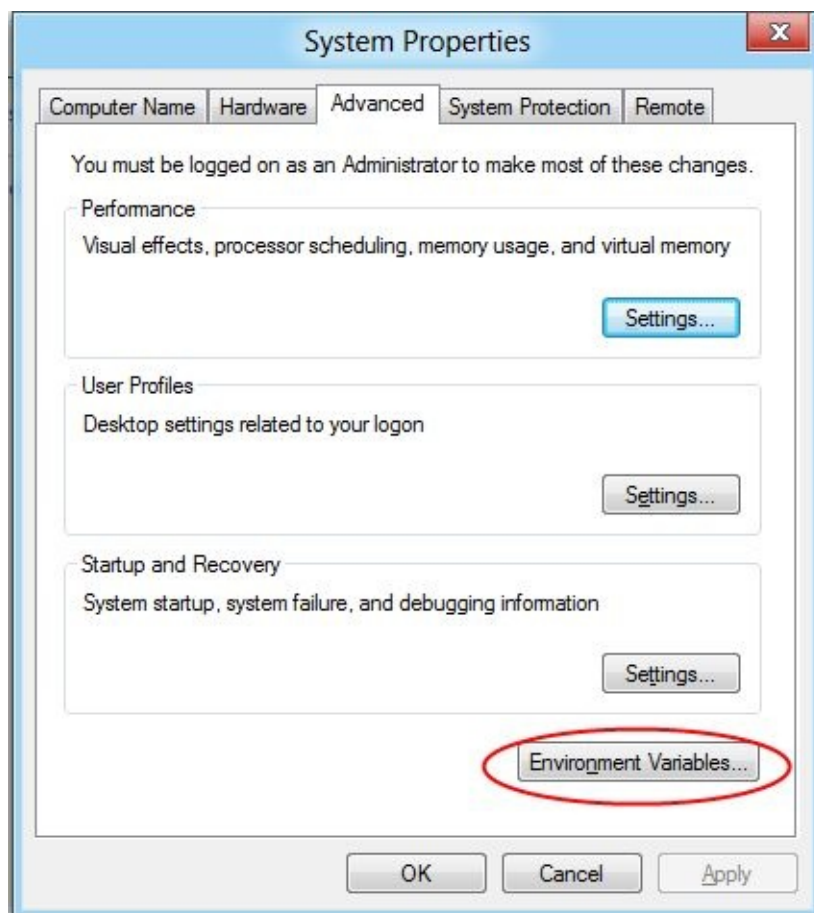 System Properties
x
Computer Name Hardware Advanced System Protection Remote
You must be logged on as an Administrator to make most of these changes.
Performance
Visual effects, processor scheduling, memory usage, and virtual memory
Settings...
User Profiles
Desktop settings related to your logon
Settings...
Startup and Recovery
System startup, system failure, and debugging information
Settings...
Environment Variables...
OK Cancel Apply